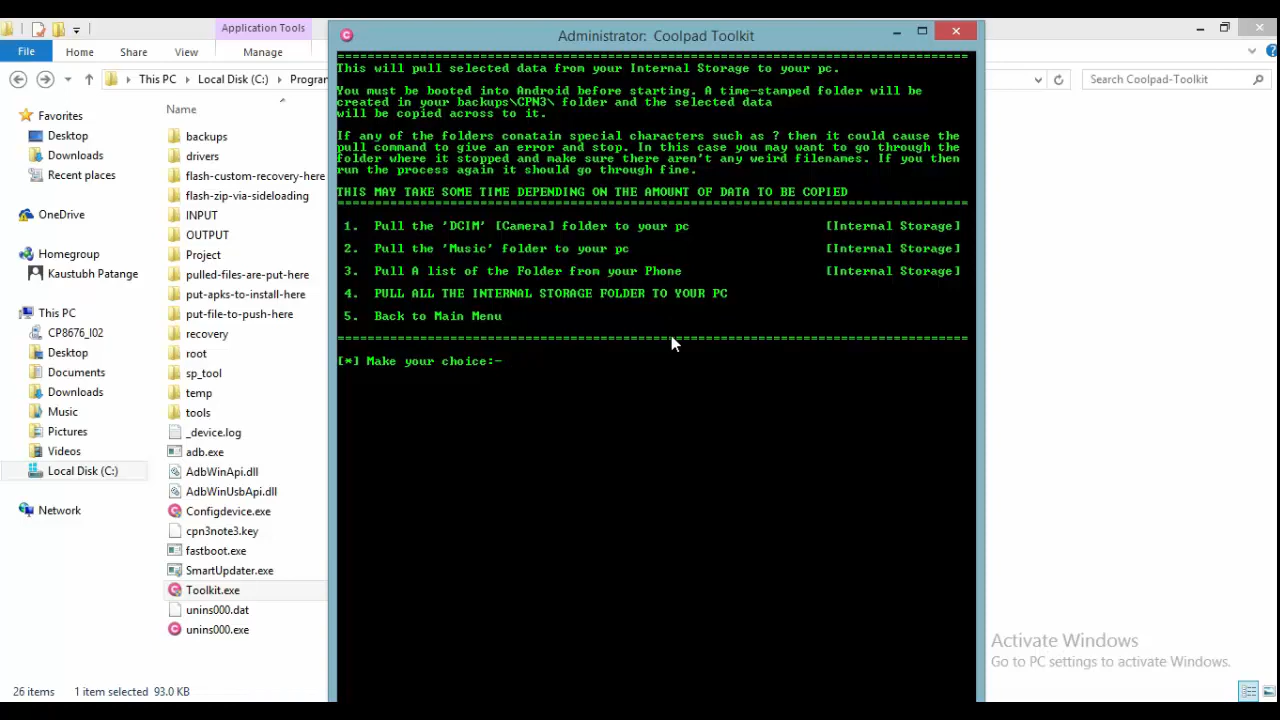 Application Tools
Administrator: Coolpad Toolkit
File Home Share View Manage
This PC Local Disk (C:) Program
Search Coolpad-Toolkit
Name
Favorites
Desktop
Downloads
Recent places
OneDrive
Homegroup
Kaustubh Patange
This PC
CP8676_I02
Desktop
Documents
Downloads
Music
Pictures
Videos
Local Disk (C:)
Network
backups
drivers
flash-custom-recovery-here
flash-zip-via-sideloading
INPUT
OUTPUT
Project
pulled-files-are-put-here
put-apks-to-install-here
put-file-to-push-here
recovery
root
sp_tool
temp
tools
_device.log
adb.exe
AdbWinApi.dll
AdbWinUsbApi.dll
Configdevice.exe
cpn3note3.key
fastboot.exe
SmartUpdater.exe
Toolkit.exe
unins000.dat
unins000.exe
===================================================================================
This will pull selected data from your Internal Storage to your pc.
You must be booted into Android before starting. A time-stamped folder will be
created in your backups\CPN3\ folder and the selected data
will be copied across to it.
If any of the folders conatain special characters such as ? then it could cause the
pull command to give an error and stop. In this case you may want to go through the
folder where it stopped and make sure there aren't any weird filenames. If you then
run the process again it should go through fine.
THIS MAY TAKE SOME TIME DEPENDING ON THE AMOUNT OF DATA TO BE COPIED
===================================================================================
1. Pull the 'DCIM' [Camera] folder to your pc [Internal Storage]
2. Pull the 'Music' folder to your pc [Internal Storage]
3. Pull A list of the Folder from your Phone [Internal Storage]
4. PULL ALL THE INTERNAL STORAGE FOLDER TO YOUR PC
5. Back to Main Menu
===================================================================================
[*] Make your choice:-
Activate Windows
Go to PC settings to activate Windows.
26 items 1 item selected 93.0 KB